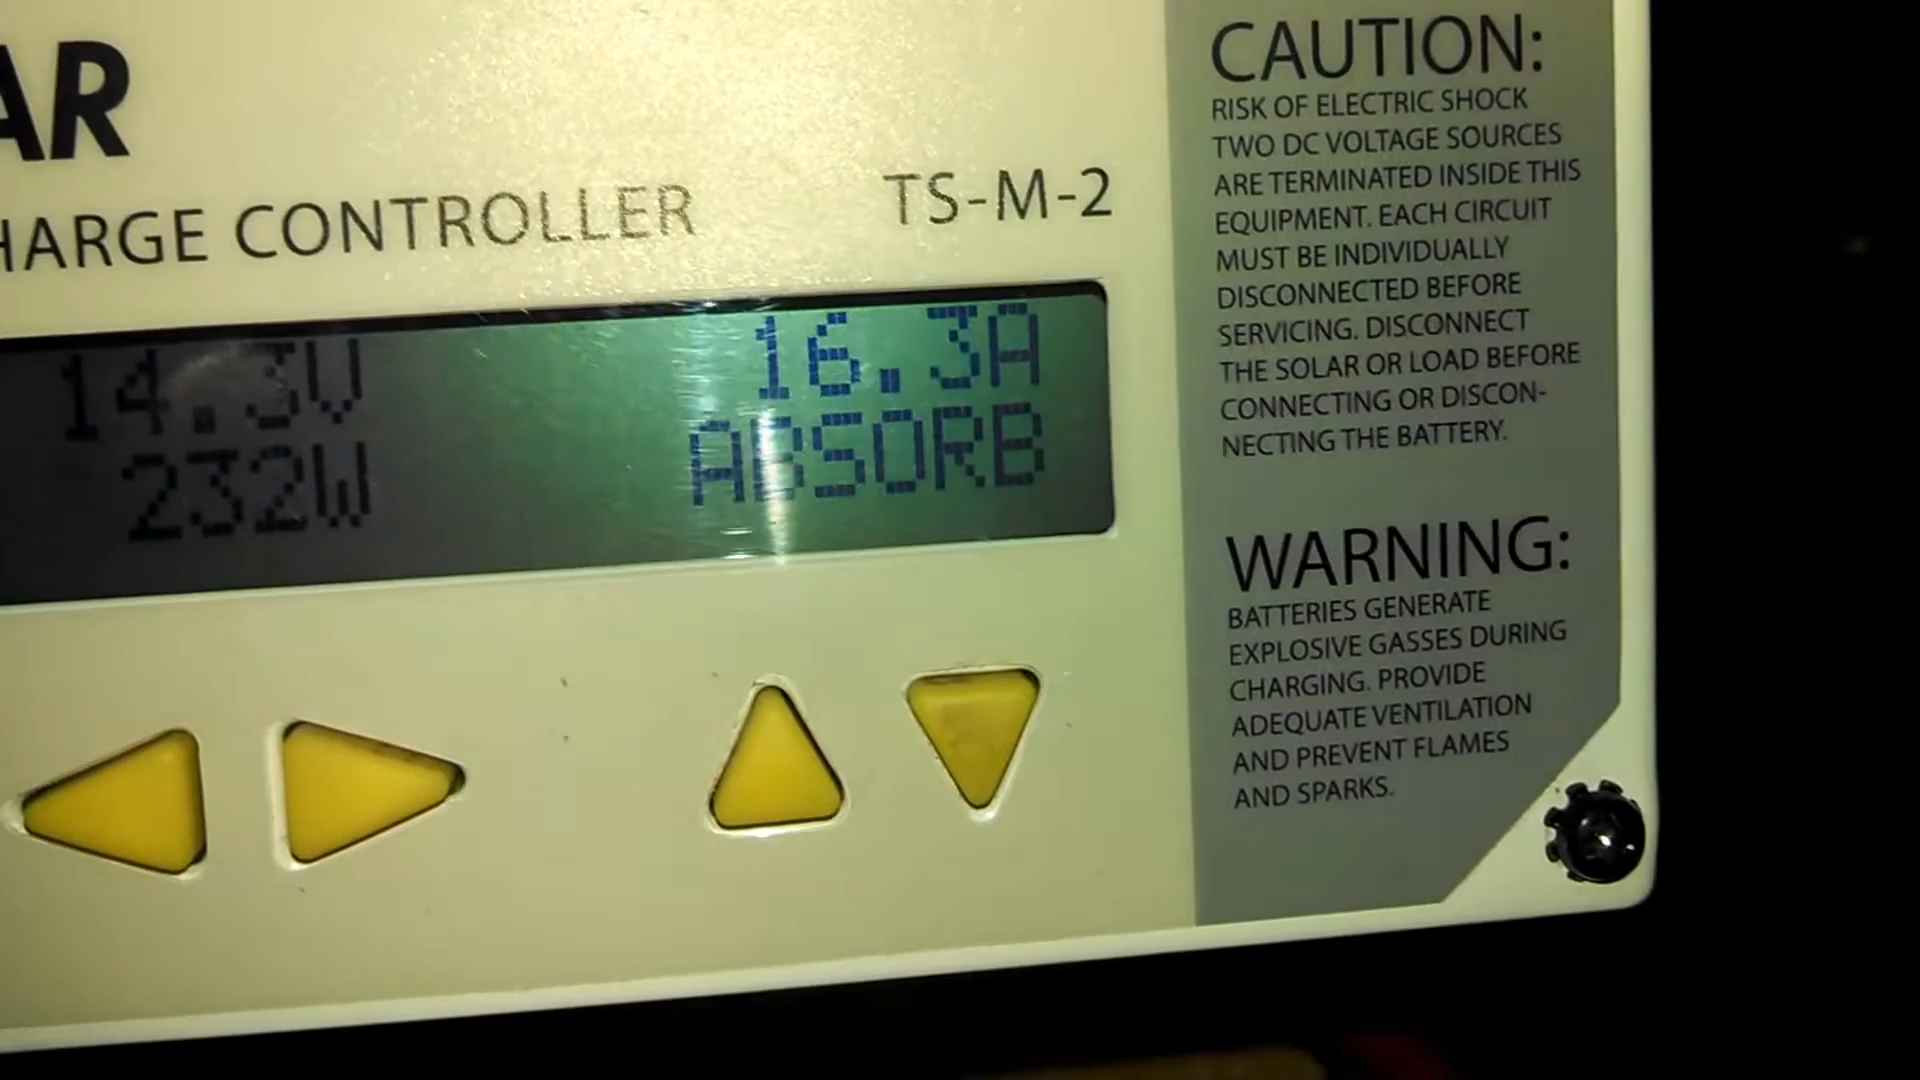 AR
HARGE CONTROLLER
TS-M-2
14.3V 16.3A
232W ABSORB
CAUTION:
RISK OF ELECTRIC SHOCK
TWO DC VOLTAGE SOURCES
ARE TERMINATED INSIDE THIS
EQUIPMENT. EACH CIRCUIT
MUST BE INDIVIDUALLY
DISCONNECTED BEFORE
SERVICING. DISCONNECT
THE SOLAR OR LOAD BEFORE
CONNECTING OR DISCON-
NECTING THE BATTERY.
WARNING:
BATTERIES GENERATE
EXPLOSIVE GASSES DURING
CHARGING. PROVIDE
ADEQUATE VENTILATION
AND PREVENT FLAMES
AND SPARKS.